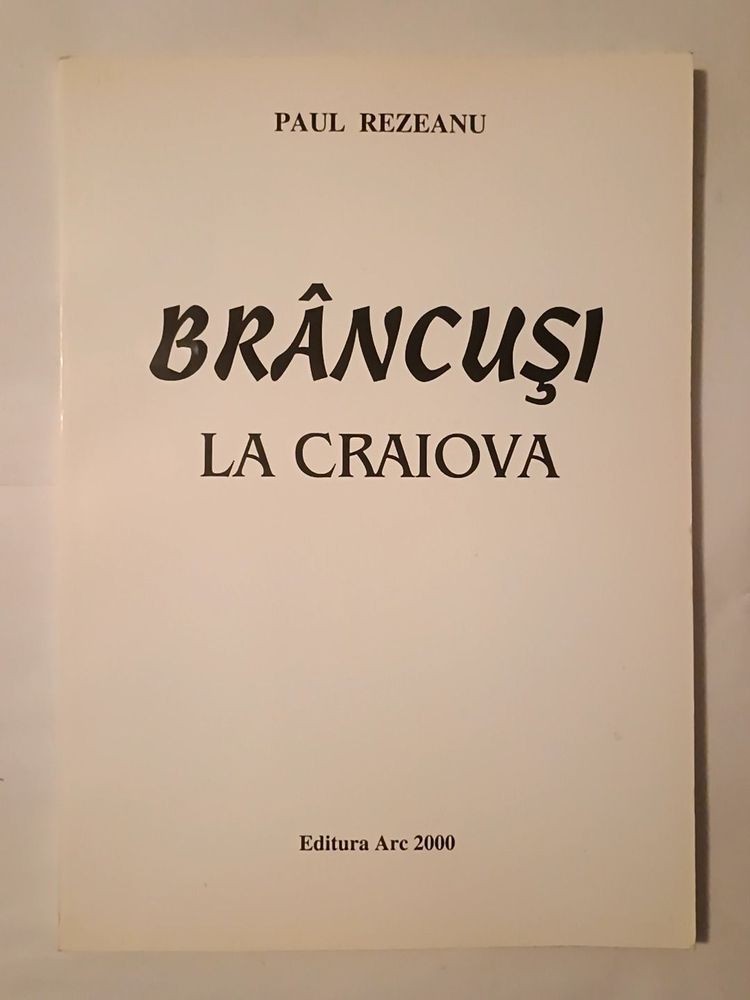 PAUL REZEANU
BRÂNCUŞI
LA CRAIOVA
Editura Arc 2000